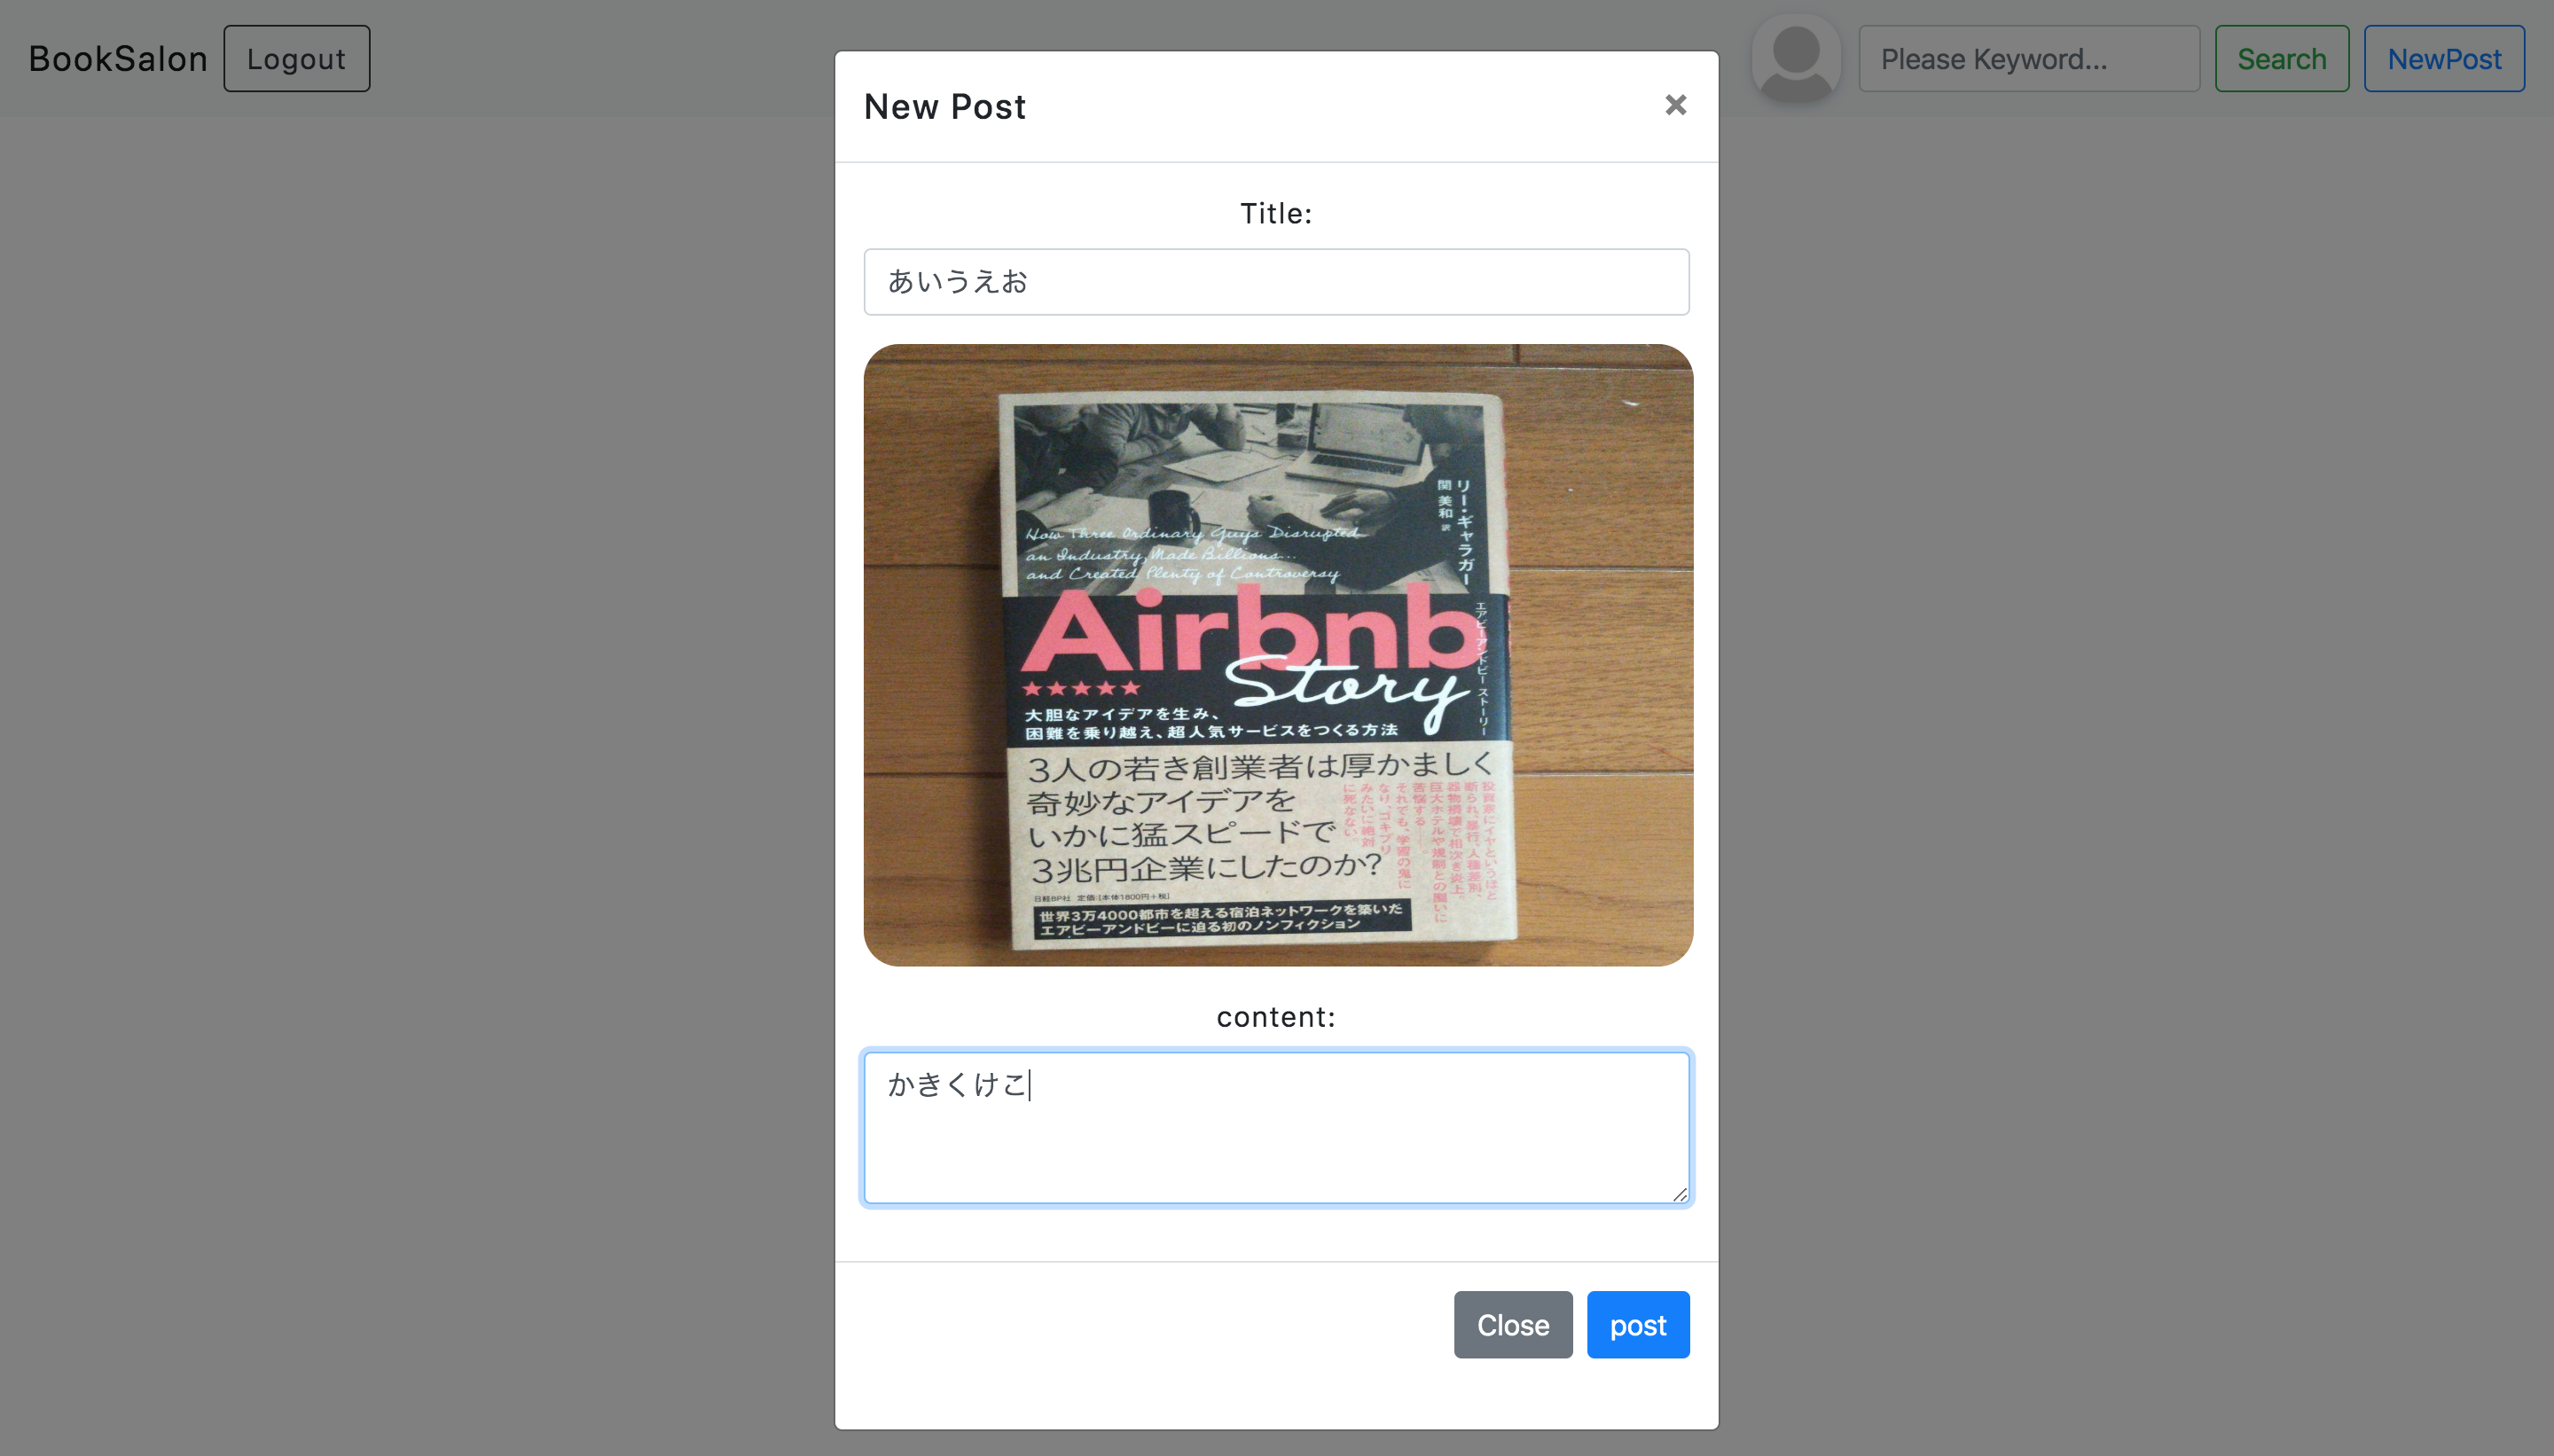 BookSalon
Logout
Please Keyword...
Search
NewPost
New Post
×
Title:
あいうえお
リー・ギャラガー
関 美和 訳
How Three Ordinary Guys Disrupted
an Industry, Made Billions...
and Created Plenty of Controversy
Airbnb
Story
エアビーアンドビー ストーリー
★★★★★
大胆なアイデアを生み、
困難を乗り越え、超人気サービスをつくる方法
3人の若き創業者は厚かましく
奇妙なアイデアを
いかに猛スピードで
3兆円企業にしたのか?
投資家にイヤというほど
断られ、暴行、人種差別、
器物損壊で相次ぎ炎上。
巨大ホテルや規制との闘いに
苦悩する
それでも、学習の鬼に
なり、ゴキブリ
みたいに絶対
に死なない
日経BP社 定価:[本体1800円+税]
世界3万4000都市を超える宿泊ネットワークを築いた
エアビーアンドビーに迫る初のノンフィクション
content:
かきくけこ
Close
post